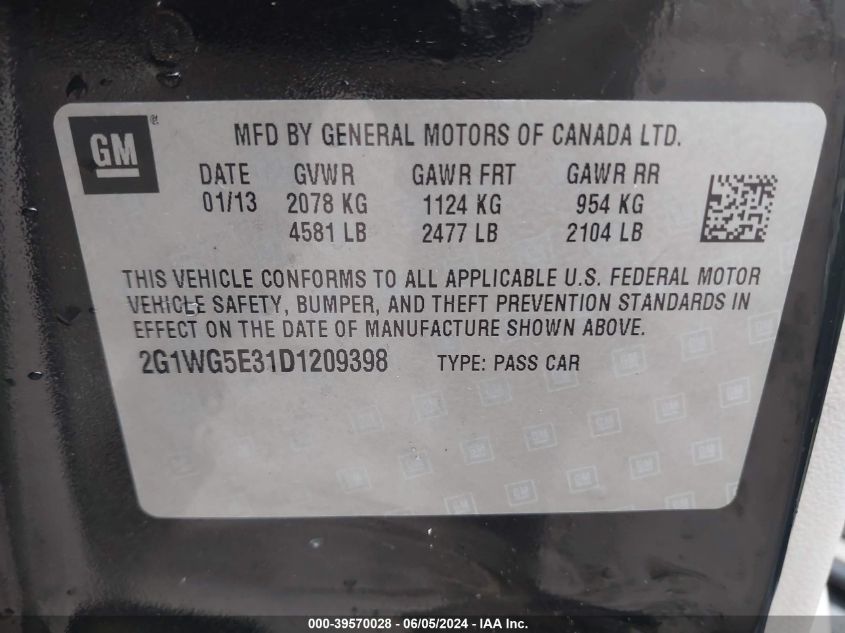 GM®
MFD BY GENERAL MOTORS OF CANADA LTD.
DATE GVWR GAWR FRT GAWR RR
01/13 2078 KG 1124 KG 954 KG
4581 LB 2477 LB 2104 LB
THIS VEHICLE CONFORMS TO ALL APPLICABLE U.S. FEDERAL MOTOR
VEHICLE SAFETY, BUMPER, AND THEFT PREVENTION STANDARDS IN
EFFECT ON THE DATE OF MANUFACTURE SHOWN ABOVE.
2G1WG5E31D1209398 TYPE: PASS CAR
000-39570028 - 06/05/2024 - IAA Inc.